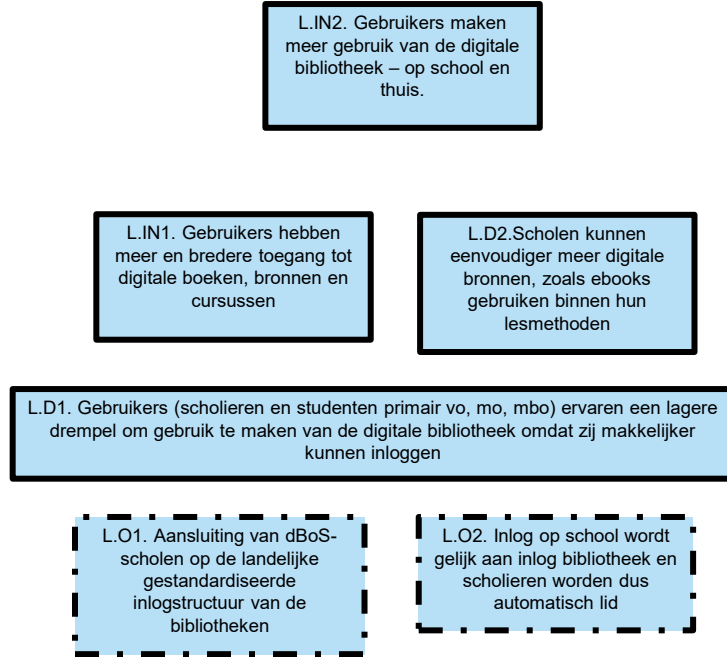 L.IN2. Gebruikers maken
meer gebruik van de digitale
bibliotheek – op school en
thuis.
L.IN1. Gebruikers hebben
meer en bredere toegang tot
digitale boeken, bronnen en
cursussen
L.D2.Scholen kunnen
eenvoudiger meer digitale
bronnen, zoals ebooks
gebruiken binnen hun
lesmethoden
L.D1. Gebruikers (scholieren en studenten primair vo, mo, mbo) ervaren een lagere
drempel om gebruik te maken van de digitale bibliotheek omdat zij makkelijker
kunnen inloggen
L.O1. Aansluiting van dBoS-
scholen op de landelijke
gestandardiseerde
inlogstructuur van de
bibliotheken
L.O2. Inlog op school wordt
gelijk aan inlog bibliotheek en
scholieren worden dus
automatisch lid